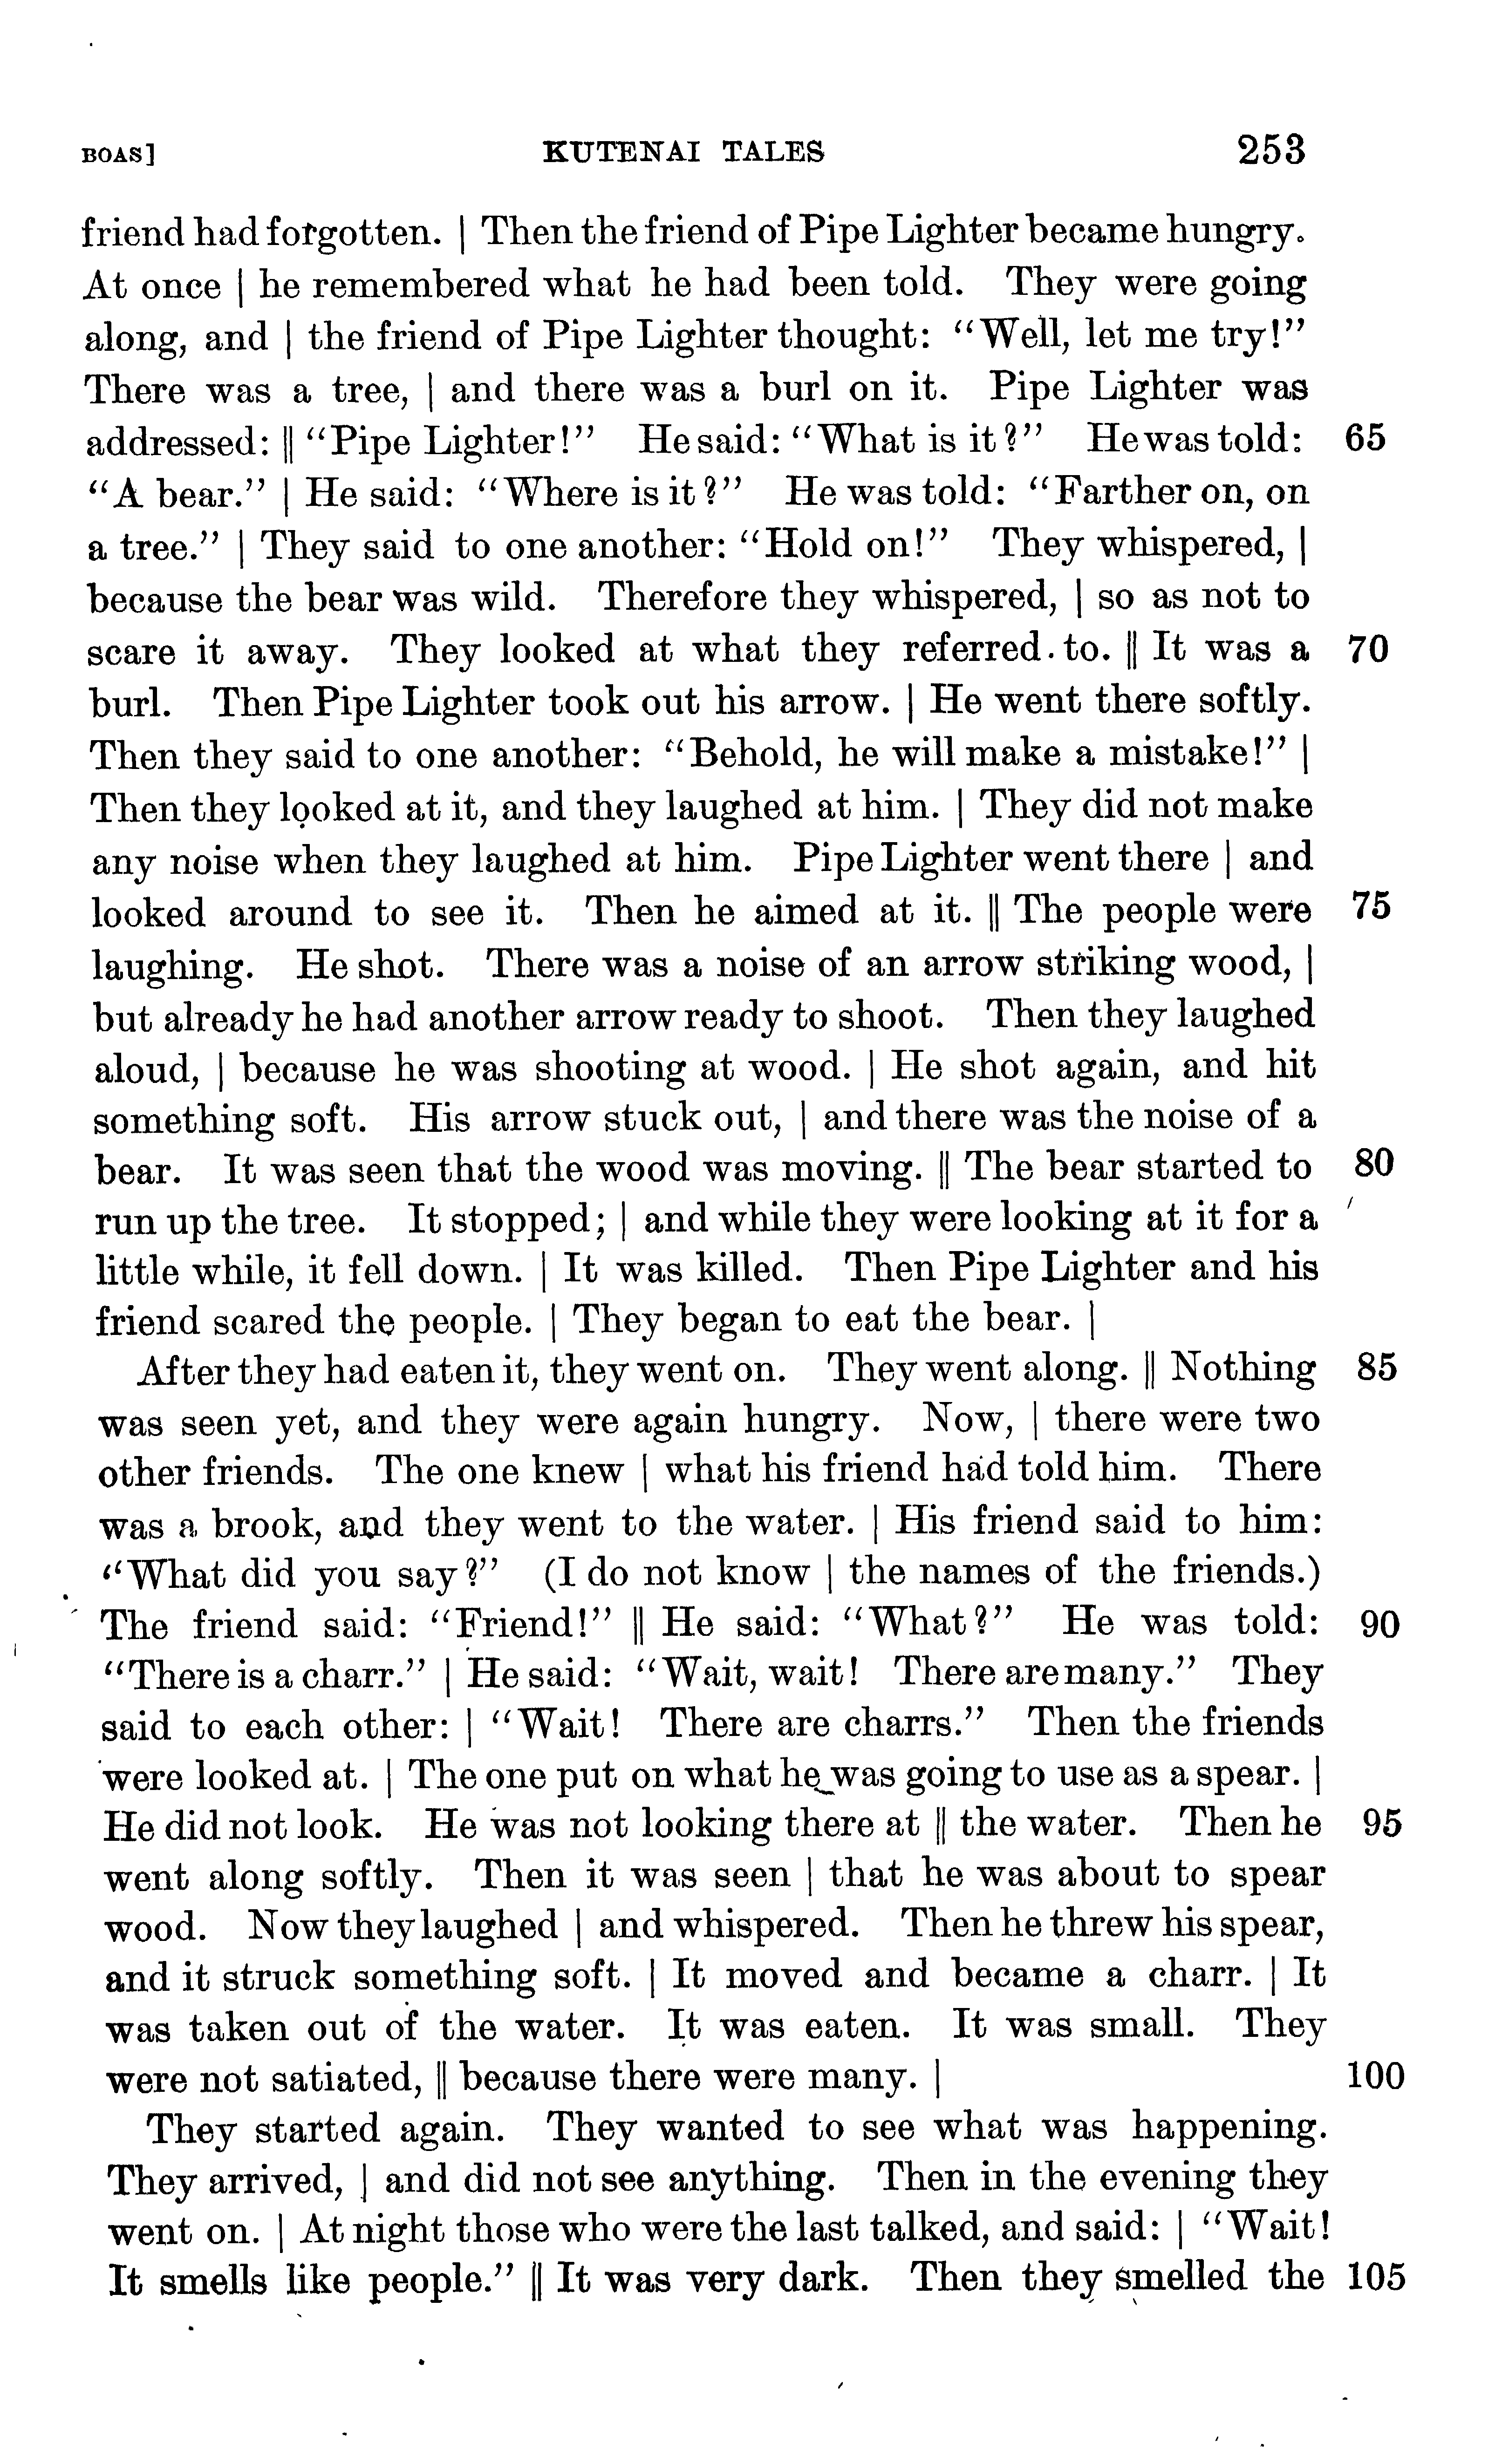 BOAS] KUTENAI TALES 253
friend had forgotten. | Then the friend of Pipe Lighter became hungry.
At once | he remembered what he had been told. They were going
along, and | the friend of Pipe Lighter thought: “Well, let me try!”
There was a tree, | and there was a burl on it. Pipe Lighter was
addressed: || “Pipe Lighter!” He said: “What is it?” He was told: 65
“A bear.” | He said: “Where is it?” He was told: “Farther on, on
a tree.” | They said to one another: “Hold on!” They whispered, |
because the bear was wild. Therefore they whispered, | so as not to
scare it away. They looked at what they referred to. || It was a 70
burl. Then Pipe Lighter took out his arrow. | He went there softly.
Then they said to one another: “Behold, he will make a mistake!” |
Then they looked at it, and they laughed at him. | They did not make
any noise when they laughed at him. Pipe Lighter went there | and
looked around to see it. Then he aimed at it. || The people were 75
laughing. He shot. There was a noise of an arrow striking wood, |
but already he had another arrow ready to shoot. Then they laughed
aloud, | because he was shooting at wood. | He shot again, and hit
something soft. His arrow stuck out, | and there was the noise of a
bear. It was seen that the wood was moving. || The bear started to 80
run up the tree. It stopped; | and while they were looking at it for a
little while, it fell down. | It was killed. Then Pipe Lighter and his
friend scared the people. | They began to eat the bear. |
After they had eaten it, they went on. They went along. || Nothing 85
was seen yet, and they were again hungry. Now, | there were two
other friends. The one knew | what his friend had told him. There
was a brook, and they went to the water. | His friend said to him:
“What did you say?” (I do not know | the names of the friends.)
The friend said: “Friend!” || He said: “What?” He was told: 90
“There is a charr.” | He said: “Wait, wait! There are many.” They
said to each other: | “Wait! There are charrs.” Then the friends
were looked at. | The one put on what he was going to use as a spear. |
He did not look. He was not looking there at || the water. Then he 95
went along softly. Then it was seen | that he was about to spear
wood. Now they laughed | and whispered. Then he threw his spear,
and it struck something soft. | It moved and became a charr. | It
was taken out of the water. It was eaten. It was small. They
were not satiated, || because there were many. | 100
They started again. They wanted to see what was happening.
They arrived, | and did not see anything. Then in the evening they
went on. | At night those who were the last talked, and said: | “Wait!
It smells like people.” || It was very dark. Then they smelled the 105